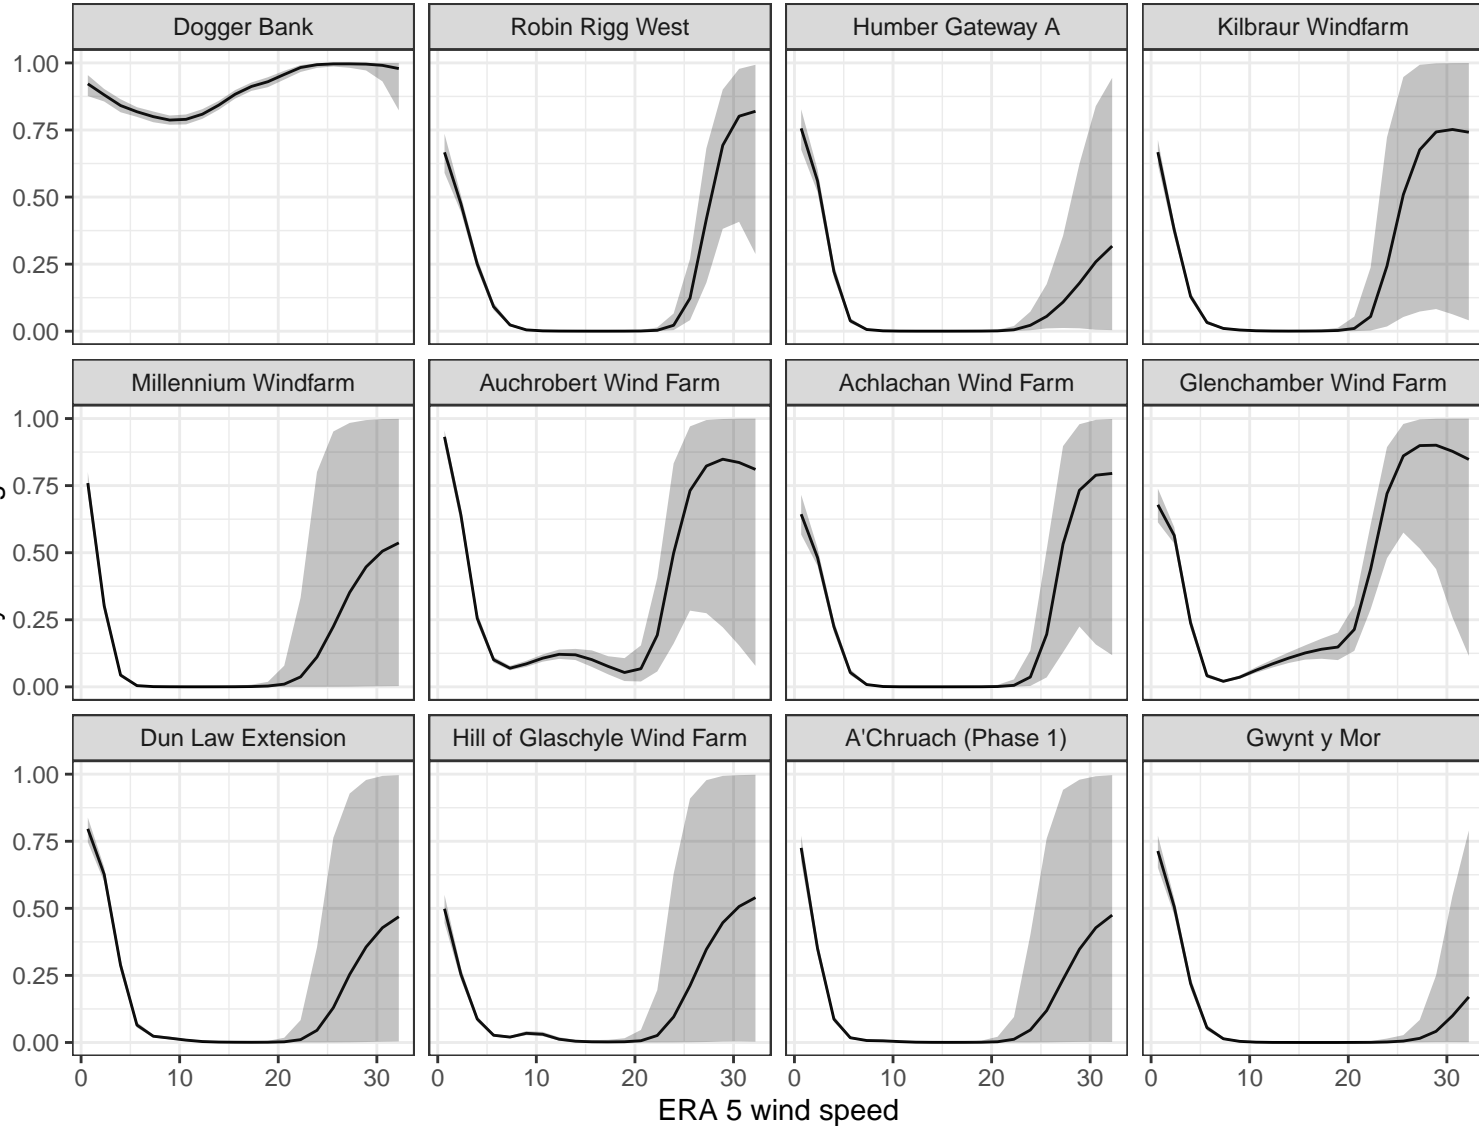 Dogger Bank
Robin Rigg West
Humber Gateway A
Kilbraur Windfarm
1.00
0.75
0.50
0.25
0.00
Millennium Windfarm
Auchrobert Wind Farm
Achlachan Wind Farm
Glenchamber Wind Farm
1.00
0.75
0.50
0.25
0.00
Dun Law Extension
Hill of Glaschyle Wind Farm
A'Chruach (Phase 1)
Gwynt y Mor
1.00
0.75
0.50
0.25
0.00
0 10 20 30
0 10 20 30
0 10 20 30
0 10 20 30
ERA 5 wind speed